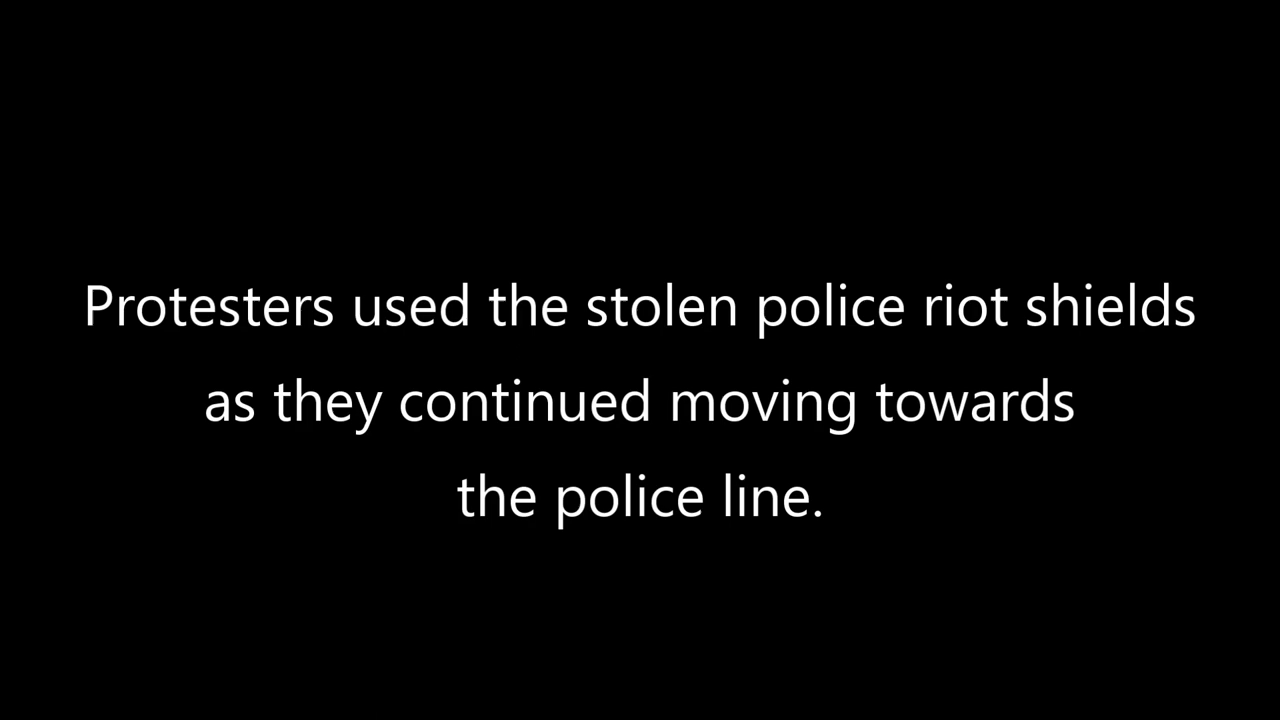 Protesters used the stolen police riot shields
as they continued moving towards
the police line.